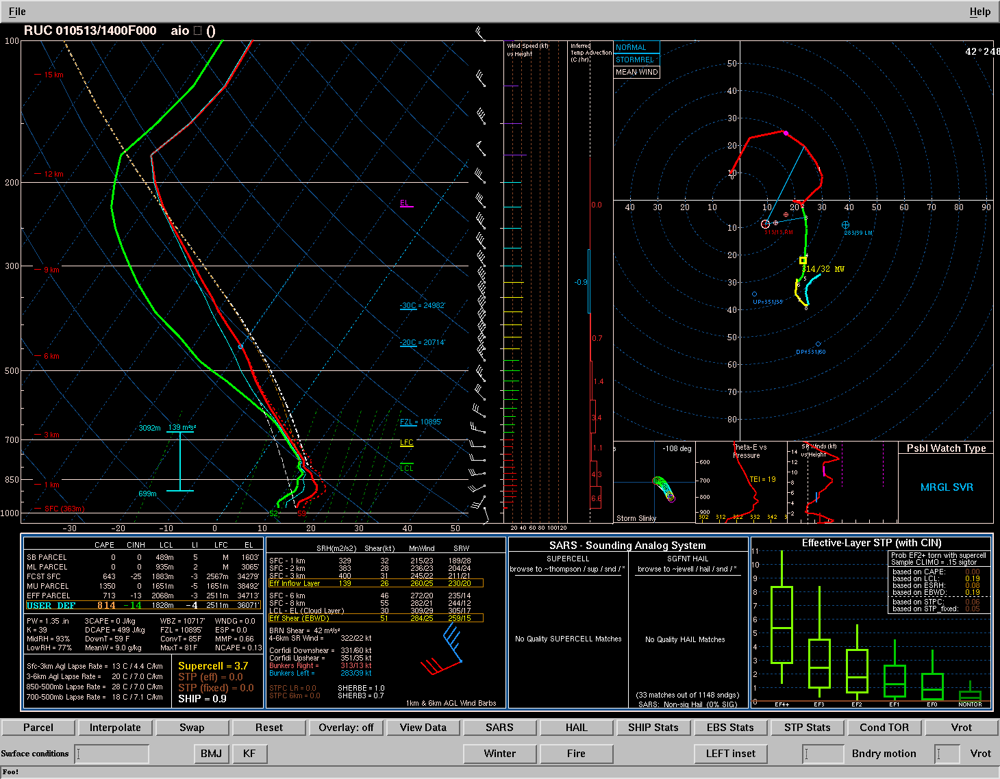 File
Help
RUC 010513/1400F000 aio ()
42°248
100
200
300
500
700
850
1000
15 km
12 km
9 km
6 km
3 km
1 km
SFC (363m)
3092m 139 m²s²
699m
52
59
EL
-30C = 24982'
-20C = 20714'
FZL = 10895'
LFC
LCL
-30 -20 -10 0 10 20 30 40 50
Wind Speed (kt)
vs Height
20 40 60 80 100120
Inferred
Temp Advection
(C / hr)
0.0
-0.9
0.7
1.4
3.4
1.1
4.3
6.6
NORMAL
STORMREL
MEAN WIND
50
40
30
20
10
40 30 20 10 10 20 30 40 50 60 70 80 90
10
20
30
40
50
60
70
80
313/13 RM
283/39 LM
314/32 MW
UP=351/35
DP=331/60
s -108 deg
Storm Slinky
Theta-E vs
Pressure
600
700
800
900
TEI = 19
302 312 322 332 342
SR Winds (kt)
vs Height
14
12
10
8
6
4
2
Psbl Watch Type
MRGL SVR
CAPE CINH LCL LI LFC EL
SB PARCEL 0 0 489m 5 M 1603'
ML PARCEL 0 0 935m 2 M 3065'
FCST SFC 643 -25 1883m -3 2567m 34279'
MU PARCEL 1350 0 1651m -5 1651m 38492'
EFF PARCEL 713 -13 2068m -3 2511m 34713'
USER DEF 814 -14 1828m -4 2511m 36071'
PW = 1.35 .in 3CAPE = 0 J/kg WBZ = 10717' WNDG = 0.0
K = 39 DCAPE = 499 J/kg FZL = 10895' ESP = 0.0
MidRH = 93% DownT = 59 F ConvT = 85F MMP = 0.66
LowRH = 77% MeanW = 9.0 g/kg MaxT = 81F NCAPE = 0.13
Sfc-3km Agl Lapse Rate = 13 C / 4.4 C/km
3-6km Agl Lapse Rate = 20 C / 7.0 C/km
850-500mb Lapse Rate = 28 C / 7.0 C/km
700-500mb Lapse Rate = 18 C / 7.1 C/km
Supercell = 3.7
STP (eff) = 0.0
STP (fixed) = 0.0
SHIP = 0.9
SRH(m2/s2) Shear(kt) MnWind SRW
SFC - 1 km 329 32 215/23 189/28
SFC - 2 km 383 28 236/23 204/24
SFC - 3 km 400 31 245/22 211/21
Eff Inflow Layer 139 26 260/25 230/20
SFC - 6 km 46 272/20 235/14
SFC - 8 km 55 282/21 244/12
LCL - EL (Cloud Layer) 30 309/29 305/17
Eff Shear (EBWD) 51 284/25 259/15
BRN Shear = 42 m²/s²
4-6km SR Wind = 322/22 kt
Corfidi Downshear = 331/60 kt
Corfidi Upshear = 351/35 kt
Bunkers Right = 313/13 kt
Bunkers Left = 283/39 kt
STPC LR = 0.0 SHERBE = 1.0
STPC 6km = 0.0 SHERB3 = 0.7
1km & 6km AGL Wind Barbs
SARS - Sounding Analog System
SUPERCELL
browse to ~thompson / sup / snd / *
No Quality SUPERCELL Matches
SGFNT HAIL
browse to ~jewell / hail / snd / *
No Quality HAIL Matches
(33 matches out of 1148 sndgs)
SARS: Non-sig Hail (0% SIG)
Effective-Layer STP (with CIN)
11
10
9
8
7
6
5
4
3
2
1
0
Prob EF2+ torn with supercell
Sample CLIMO = .15 sigtor
based on CAPE: 0.00
based on LCL: 0.19
based on ESRH: 0.08
based on EBWD: 0.19
based on STPC: 0.06
based on STP_fixed: 0.05
EF4+ EF3 EF2 EF1 EF0 NONTOR
Parcel Interpolate Swap Reset Overlay: off View Data SARS HAIL SHIP Stats EBS Stats STP Stats Cond TOR Vrot
Surface conditions BMJ KF Winter Fire LEFT inset Bndry motion Vrot
Foo!